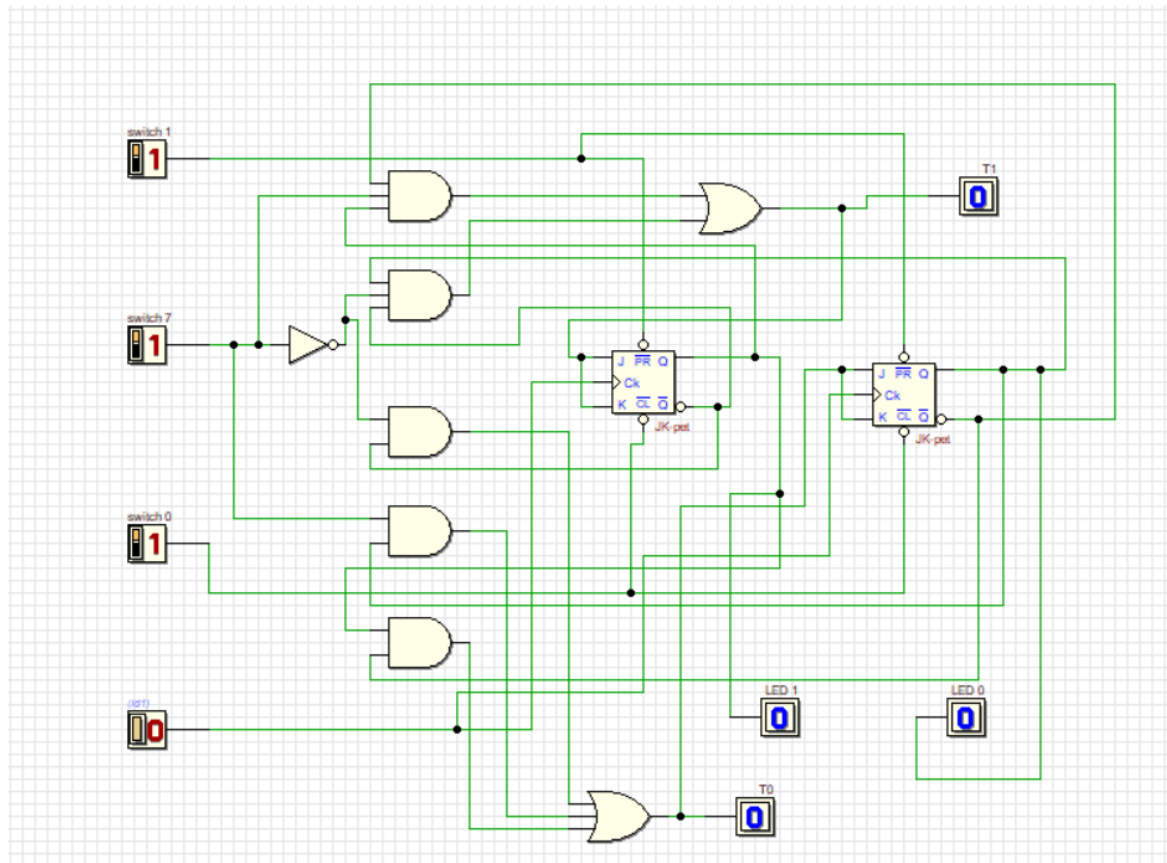 switch 1
1
T1
0
switch 7
1
J PR Q
Ck
K CL Q
JK-pet
J PR Q
Ck
K CL Q
JK-pet
switch 0
1
(id1)
0
LED 1
0
LED 0
0
T0
0